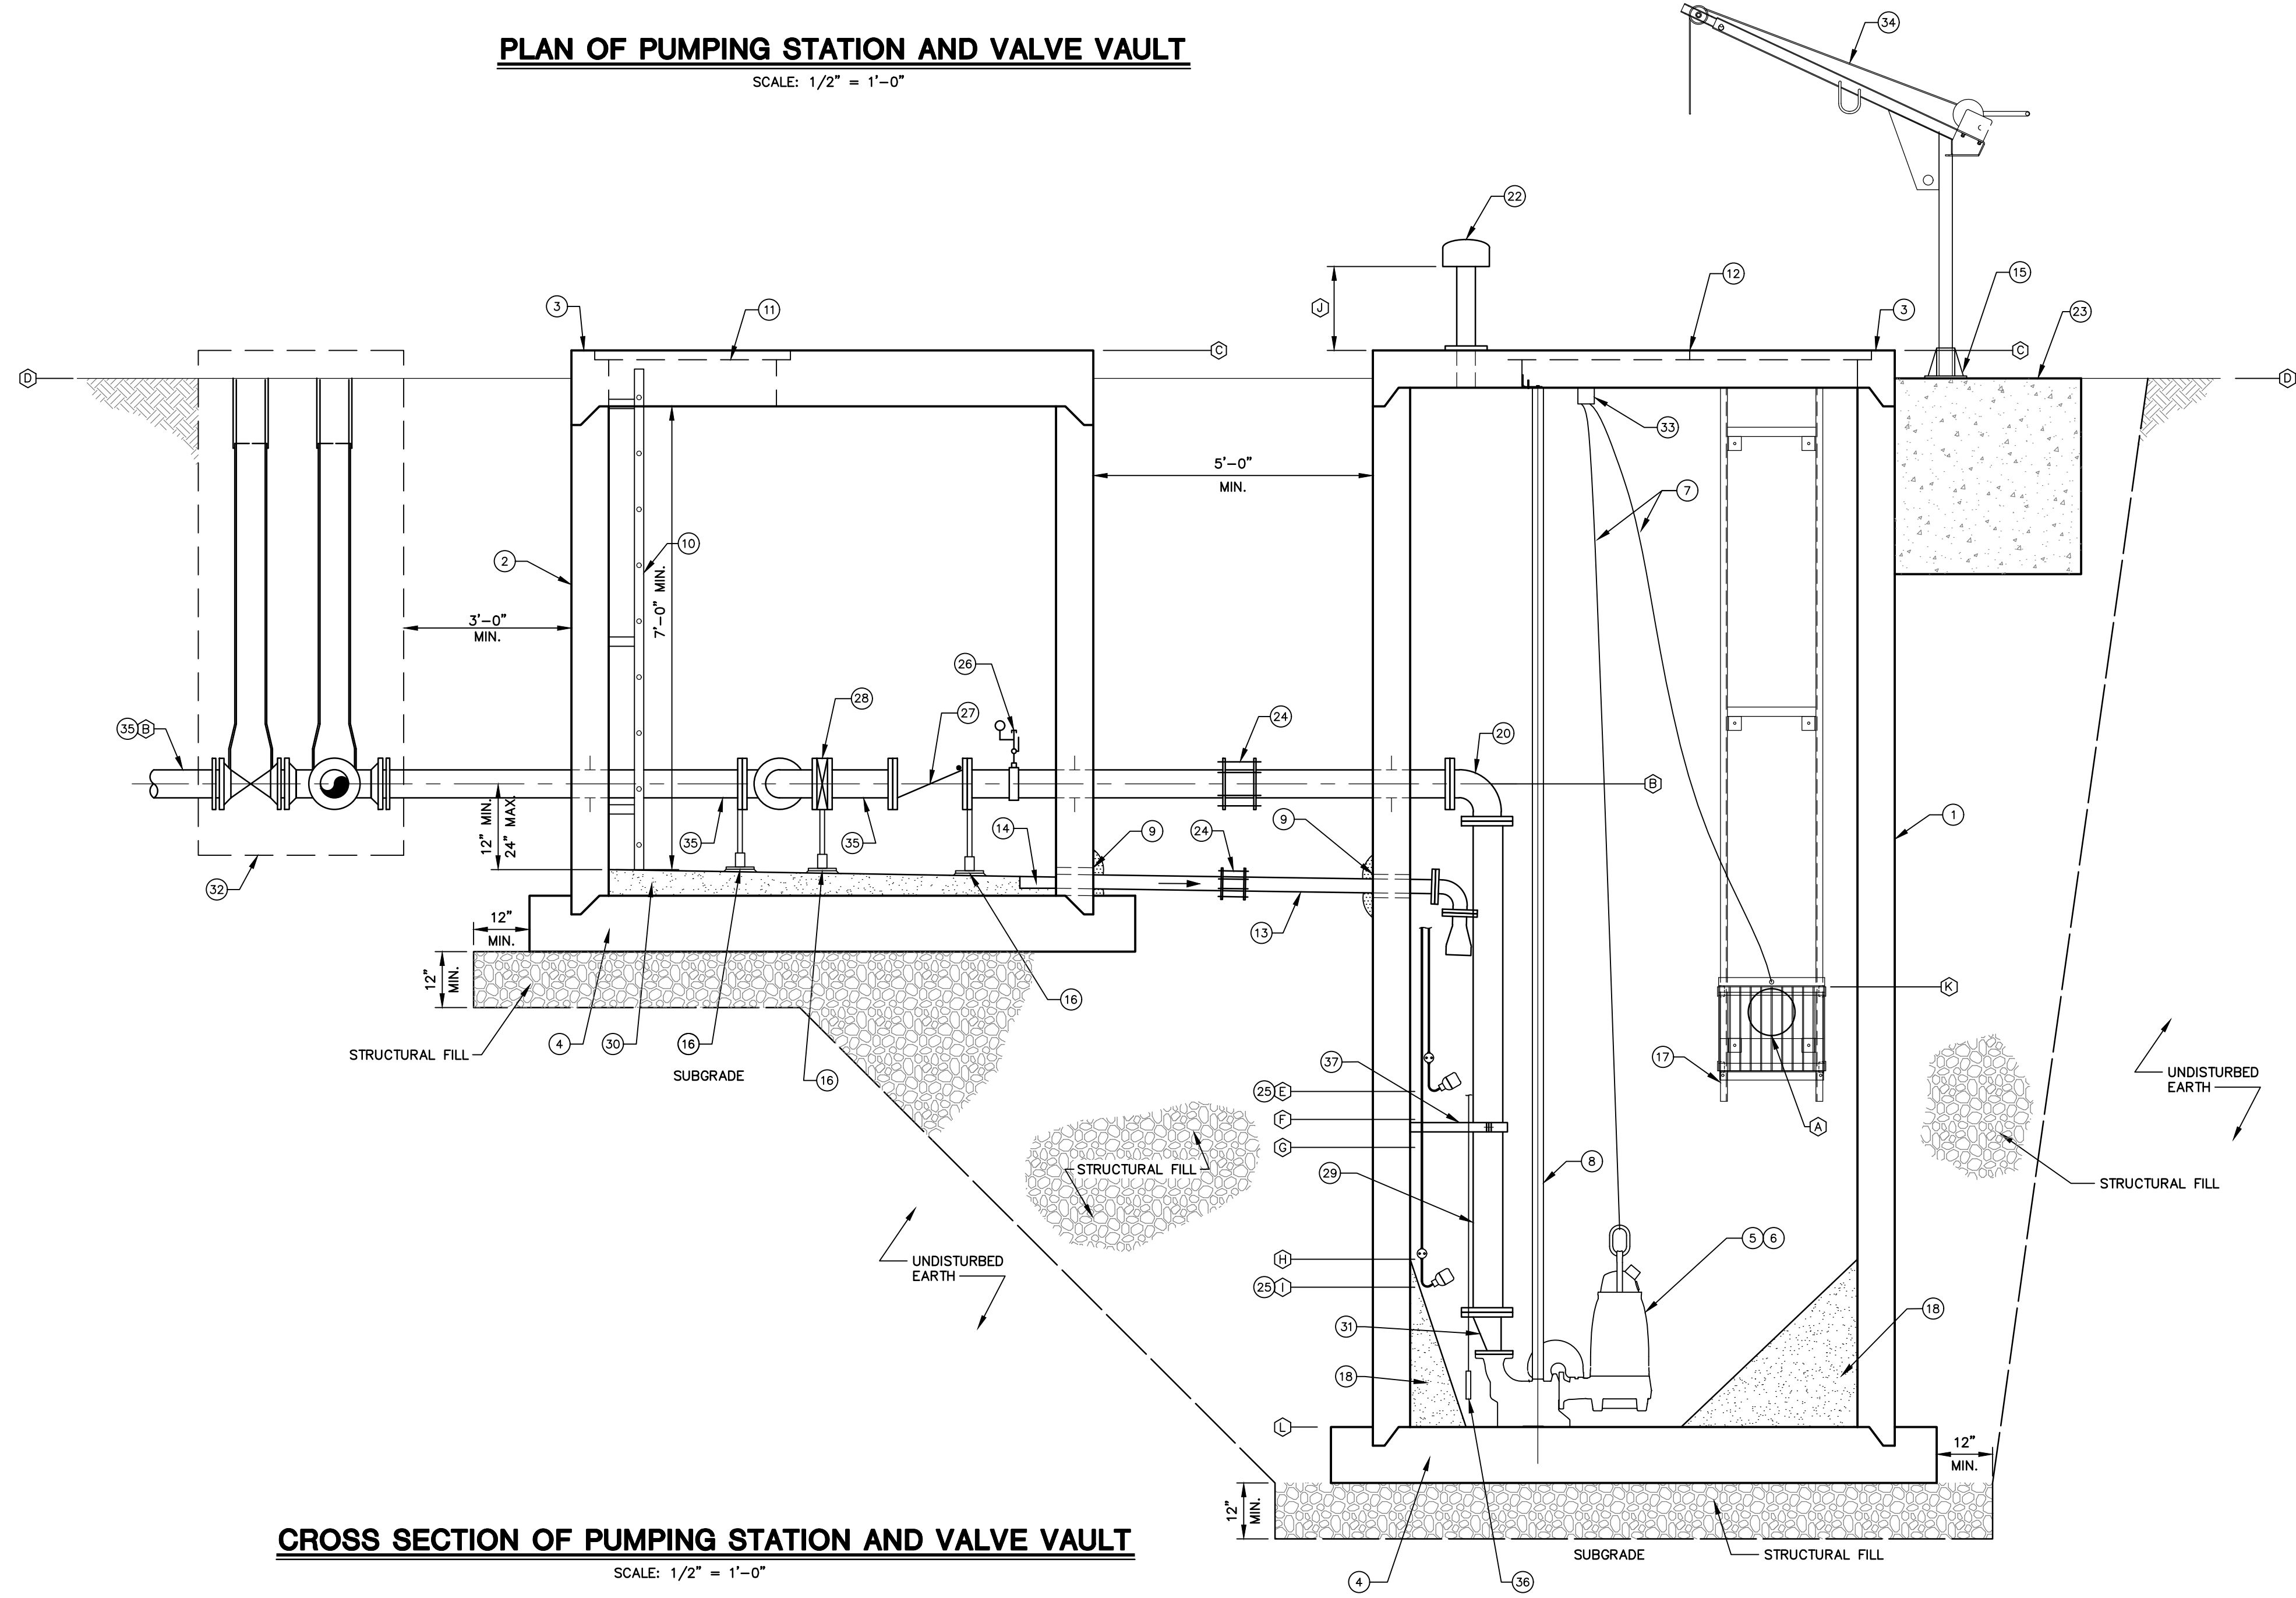 PLAN OF PUMPING STATION AND VALVE VAULT
SCALE: 1/2" = 1'-0"
34
22
15
12
3
23
3
11
J
C
C
D
D
33
5'-0"
MIN.
7
10
2
7'-0" MIN.
3'-0"
MIN.
26
28
27
24
20
35 B
B
12" MIN.
24" MAX.
35
35
14
9
24
9
1
32
13
12"
MIN.
12"
MIN.
16
K
STRUCTURAL FILL
4
30
16
SUBGRADE
16
37
17
25 E
F
G
A
UNDISTURBED
EARTH
STRUCTURAL FILL
29
8
STRUCTURAL FILL
UNDISTURBED
EARTH
H
25 I
5 6
31
18
18
L
12"
MIN.
12"
MIN.
CROSS SECTION OF PUMPING STATION AND VALVE VAULT
SCALE: 1/2" = 1'-0"
SUBGRADE
STRUCTURAL FILL
4
36